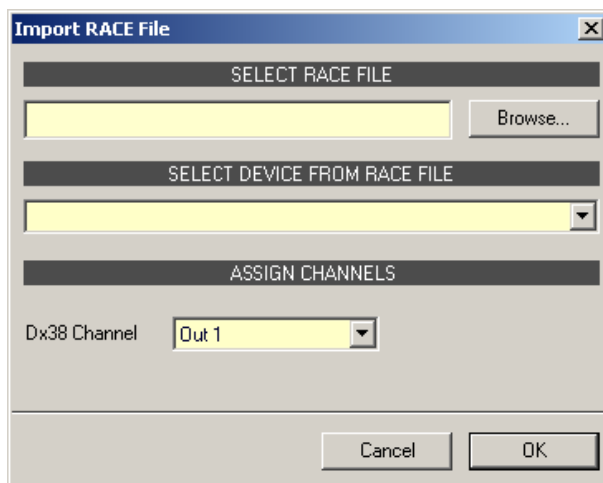 Import RACE File
SELECT RACE FILE
Browse...
SELECT DEVICE FROM RACE FILE
ASSIGN CHANNELS
Dx38 Channel Out 1
Cancel OK